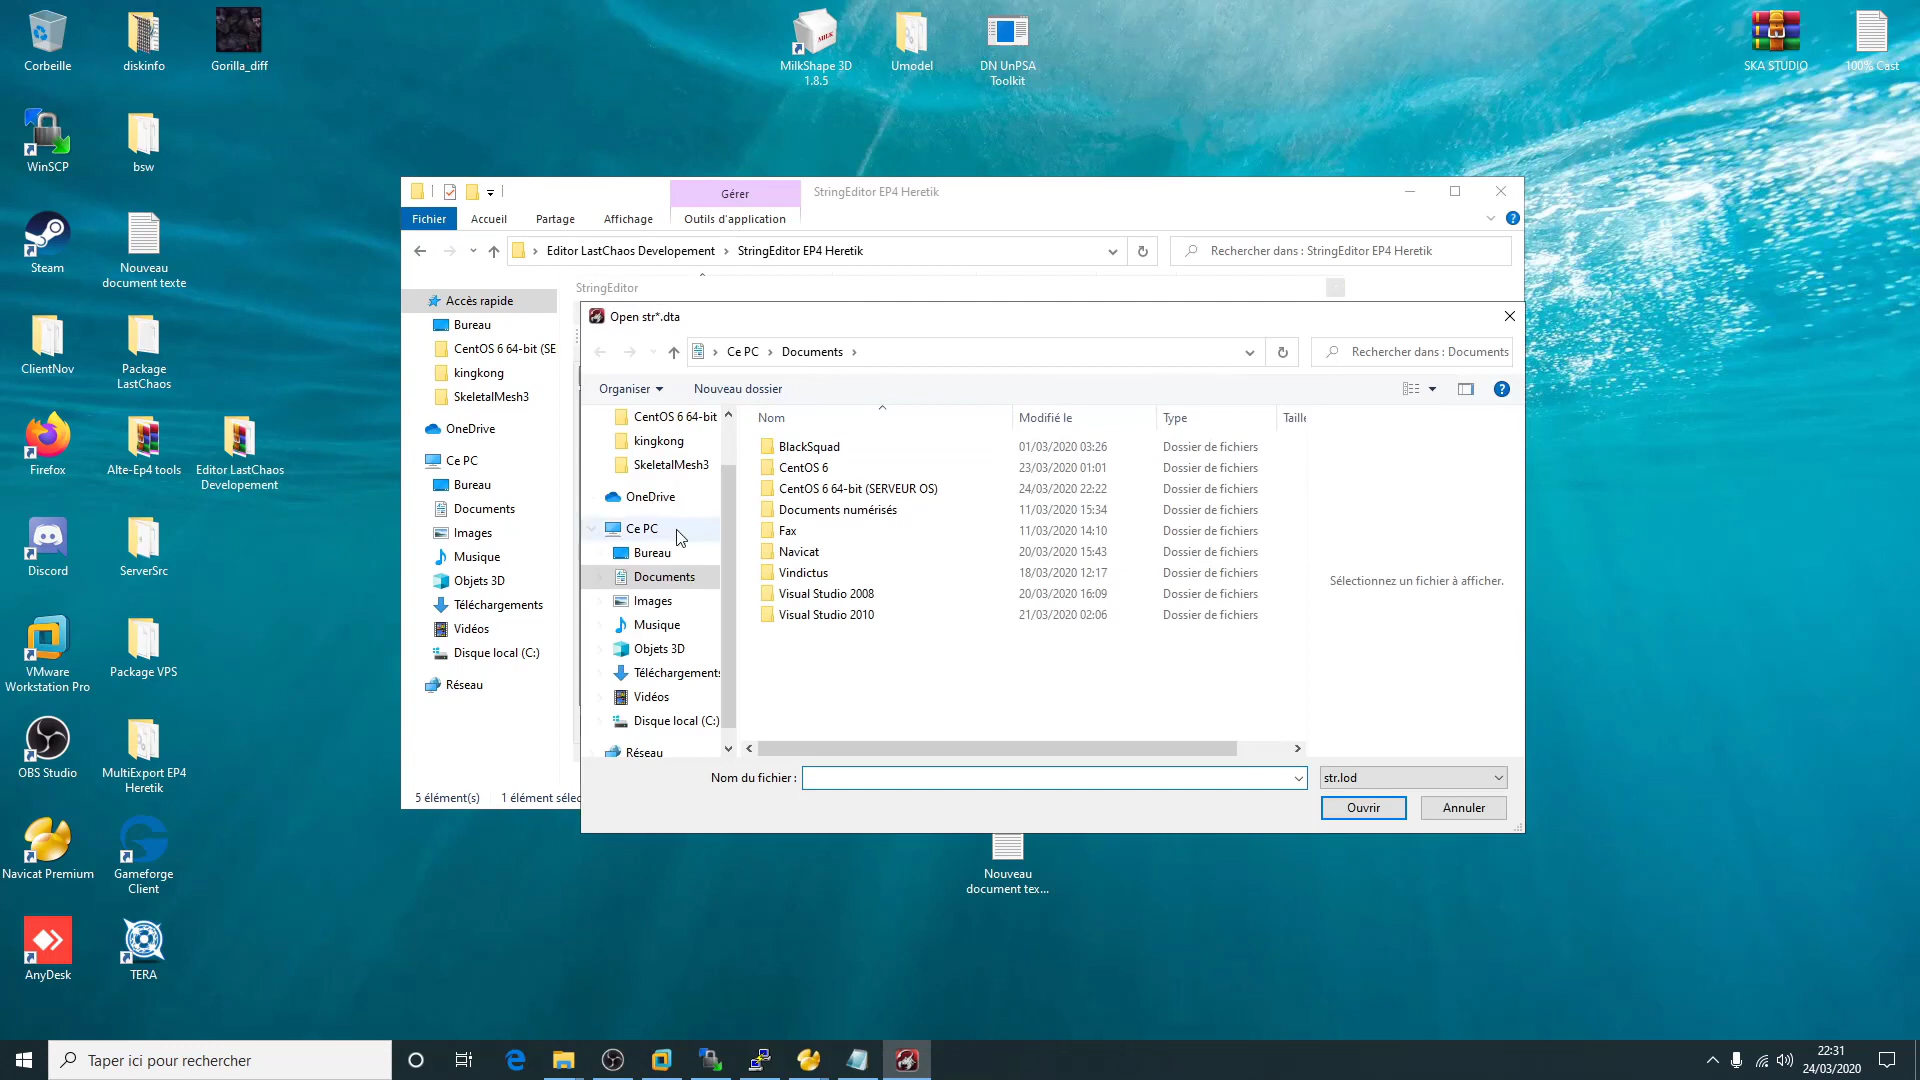 Corbeille
diskinfo
Gorilla_diff
MILK
MilkShape 3D
1.8.5
Umodel
DN UnPSA
Toolkit
SKA STUDIO
100% Cast
WinSCP
bsw
Steam
Nouveau
document texte
ClientNov
Package
LastChaos
Firefox
Alte-Ep4 tools
Editor LastChaos
Developement
Discord
ServerSrc
VMware
Workstation Pro
Package VPS
OBS Studio
MultiExport EP4
Heretik
Navicat Premium
Gameforge
Client
AnyDesk
TERA
Nouveau
document tex...
Gérer
StringEditor EP4 Heretik
Fichier
Accueil
Partage
Affichage
Outils d'application
Editor LastChaos Developement
StringEditor EP4 Heretik
Rechercher dans : StringEditor EP4 Heretik
StringEditor
Accès rapide
Bureau
CentOS 6 64-bit (SE
kingkong
SkeletalMesh3
OneDrive
Ce PC
Bureau
Documents
Images
Musique
Objets 3D
Téléchargements
Vidéos
Disque local (C:)
Réseau
5 élément(s)
1 élément sélec
Open str*.dta
Ce PC
Documents
Rechercher dans : Documents
Organiser
Nouveau dossier
CentOS 6 64-bit
kingkong
SkeletalMesh3
OneDrive
Ce PC
Bureau
Documents
Images
Musique
Objets 3D
Téléchargements
Vidéos
Disque local (C:)
Réseau
Nom
Modifié le
Type
Taille
BlackSquad 01/03/2020 03:26 Dossier de fichiers
CentOS 6 23/03/2020 01:01 Dossier de fichiers
CentOS 6 64-bit (SERVEUR OS) 24/03/2020 22:22 Dossier de fichiers
Documents numérisés 11/03/2020 15:34 Dossier de fichiers
Fax 11/03/2020 14:10 Dossier de fichiers
Navicat 20/03/2020 15:43 Dossier de fichiers
Vindictus 18/03/2020 12:17 Dossier de fichiers
Visual Studio 2008 20/03/2020 16:09 Dossier de fichiers
Visual Studio 2010 21/03/2020 02:06 Dossier de fichiers
Sélectionnez un fichier à afficher.
Nom du fichier :
str.lod
Ouvrir
Annuler
Taper ici pour rechercher
22:31
24/03/2020